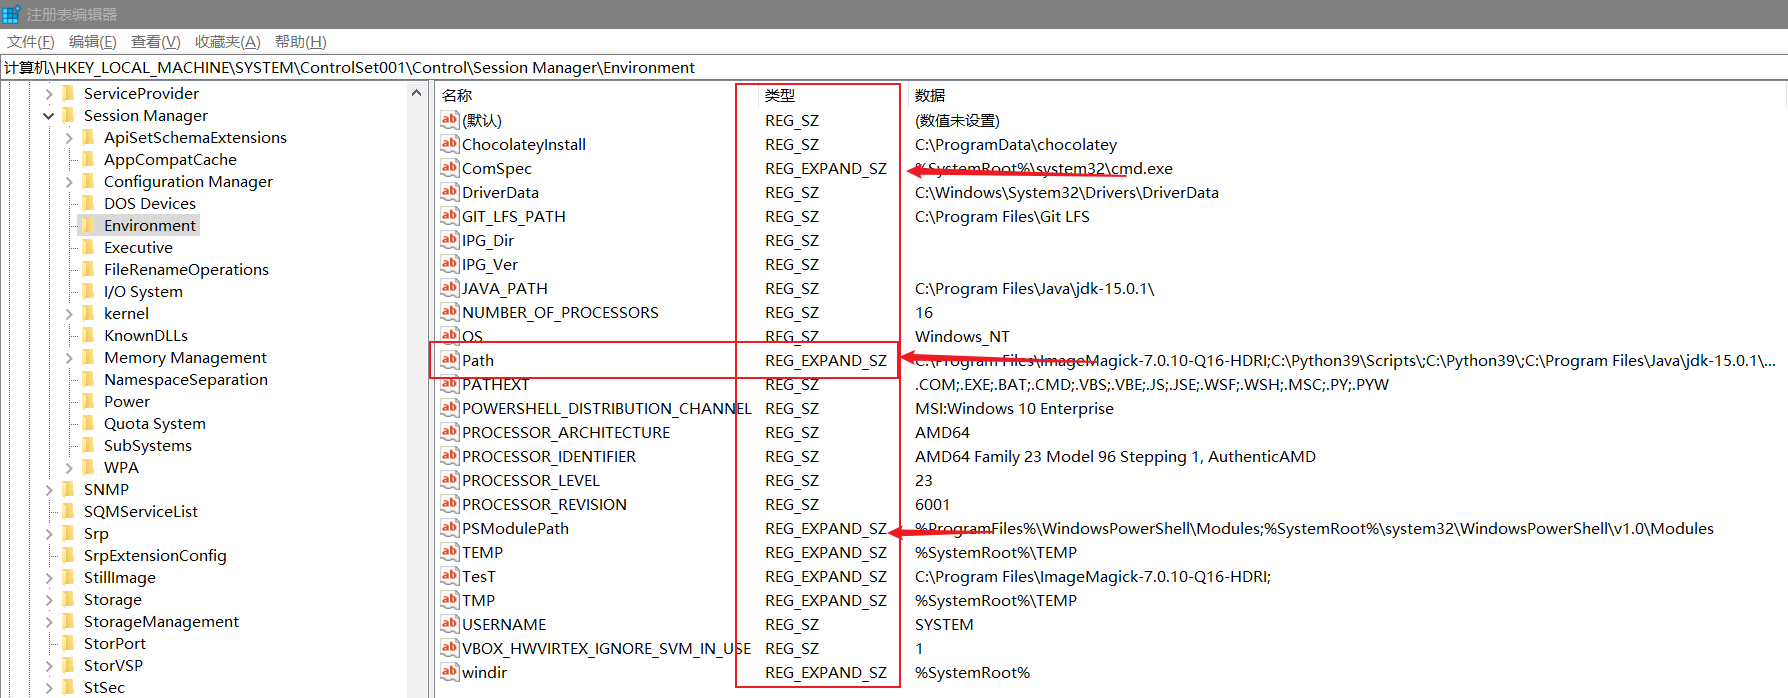 注册表编辑器
文件(F) 编辑(E) 查看(V) 收藏夹(A) 帮助(H)
计算机\HKEY_LOCAL_MACHINE\SYSTEM\ControlSet001\Control\Session Manager\Environment
ServiceProvider
Session Manager
ApiSetSchemaExtensions
AppCompatCache
Configuration Manager
DOS Devices
Environment
Executive
FileRenameOperations
I/O System
kernel
KnownDLLs
Memory Management
NamespaceSeparation
Power
Quota System
SubSystems
WPA
SNMP
SQMServiceList
Srp
SrpExtensionConfig
StillImage
Storage
StorageManagement
StorPort
StorVSP
StSec
名称 类型 数据
(默认) REG_SZ (数值未设置)
ChocolateyInstall REG_SZ C:\ProgramData\chocolatey
ComSpec REG_EXPAND_SZ %SystemRoot%\system32\cmd.exe
DriverData REG_SZ C:\Windows\System32\Drivers\DriverData
GIT_LFS_PATH REG_SZ C:\Program Files\Git LFS
IPG_Dir REG_SZ
IPG_Ver REG_SZ
JAVA_PATH REG_SZ C:\Program Files\Java\jdk-15.0.1\
NUMBER_OF_PROCESSORS REG_SZ 16
OS REG_SZ Windows_NT
Path REG_EXPAND_SZ C:\Program Files\ImageMagick-7.0.10-Q16-HDRI;C:\Python39\Scripts\;C:\Python39\;C:\Program Files\Java\jdk-15.0.1\...
PATHEXT REG_SZ .COM;.EXE;.BAT;.CMD;.VBS;.VBE;.JS;.JSE;.WSF;.WSH;.MSC;.PY;.PYW
POWERSHELL_DISTRIBUTION_CHANNEL REG_SZ MSI:Windows 10 Enterprise
PROCESSOR_ARCHITECTURE REG_SZ AMD64
PROCESSOR_IDENTIFIER REG_SZ AMD64 Family 23 Model 96 Stepping 1, AuthenticAMD
PROCESSOR_LEVEL REG_SZ 23
PROCESSOR_REVISION REG_SZ 6001
PSModulePath REG_EXPAND_SZ %ProgramFiles%\WindowsPowerShell\Modules;%SystemRoot%\system32\WindowsPowerShell\v1.0\Modules
TEMP REG_EXPAND_SZ %SystemRoot%\TEMP
TesT REG_EXPAND_SZ C:\Program Files\ImageMagick-7.0.10-Q16-HDRI;
TMP REG_EXPAND_SZ %SystemRoot%\TEMP
USERNAME REG_SZ SYSTEM
VBOX_HWVIRTEX_IGNORE_SVM_IN_USE REG_SZ 1
windir REG_EXPAND_SZ %SystemRoot%